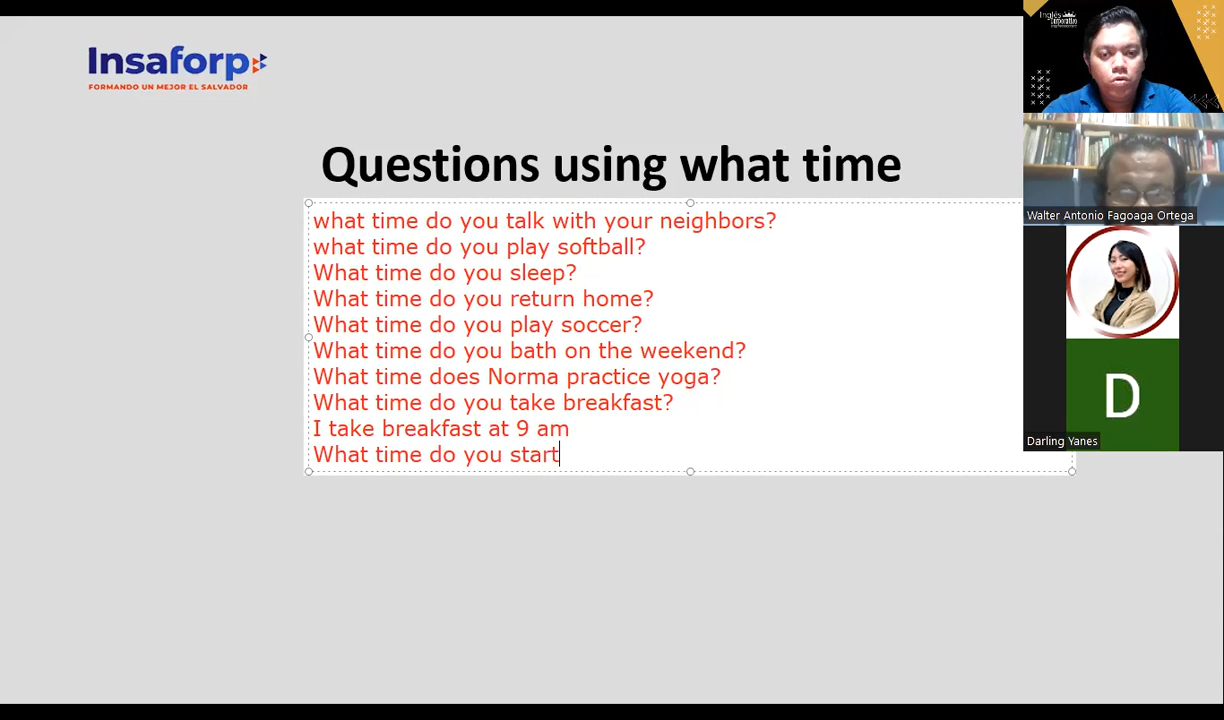 Insaforp
FORMANDO UN MEJOR EL SALVADOR
Questions using what time
what time do you talk with your neighbors?
what time do you play softball?
What time do you sleep?
What time do you return home?
What time do you play soccer?
What time do you bath on the weekend?
What time does Norma practice yoga?
What time do you take breakfast?
I take breakfast at 9 am
What time do you start
Inglés
Corporativo
Walter Antonio Fagoaga Ortega
D
Darling Yanes